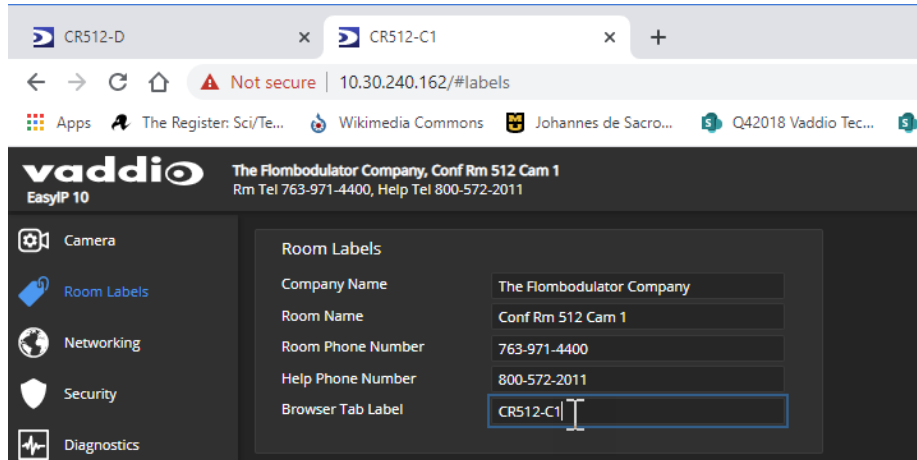 CR512-D
CR512-C1
Not secure | 10.30.240.162/#labels
Apps The Register: Sci/Te... Wikimedia Commons Johannes de Sacro... Q42018 Vaddio Tec...
vaddio
EasyIP 10
The Flombodulator Company, Conf Rm 512 Cam 1
Rm Tel 763-971-4400, Help Tel 800-572-2011
Camera
Room Labels
Networking
Security
Diagnostics
Room Labels
Company Name The Flombodulator Company
Room Name Conf Rm 512 Cam 1
Room Phone Number 763-971-4400
Help Phone Number 800-572-2011
Browser Tab Label CR512-C1